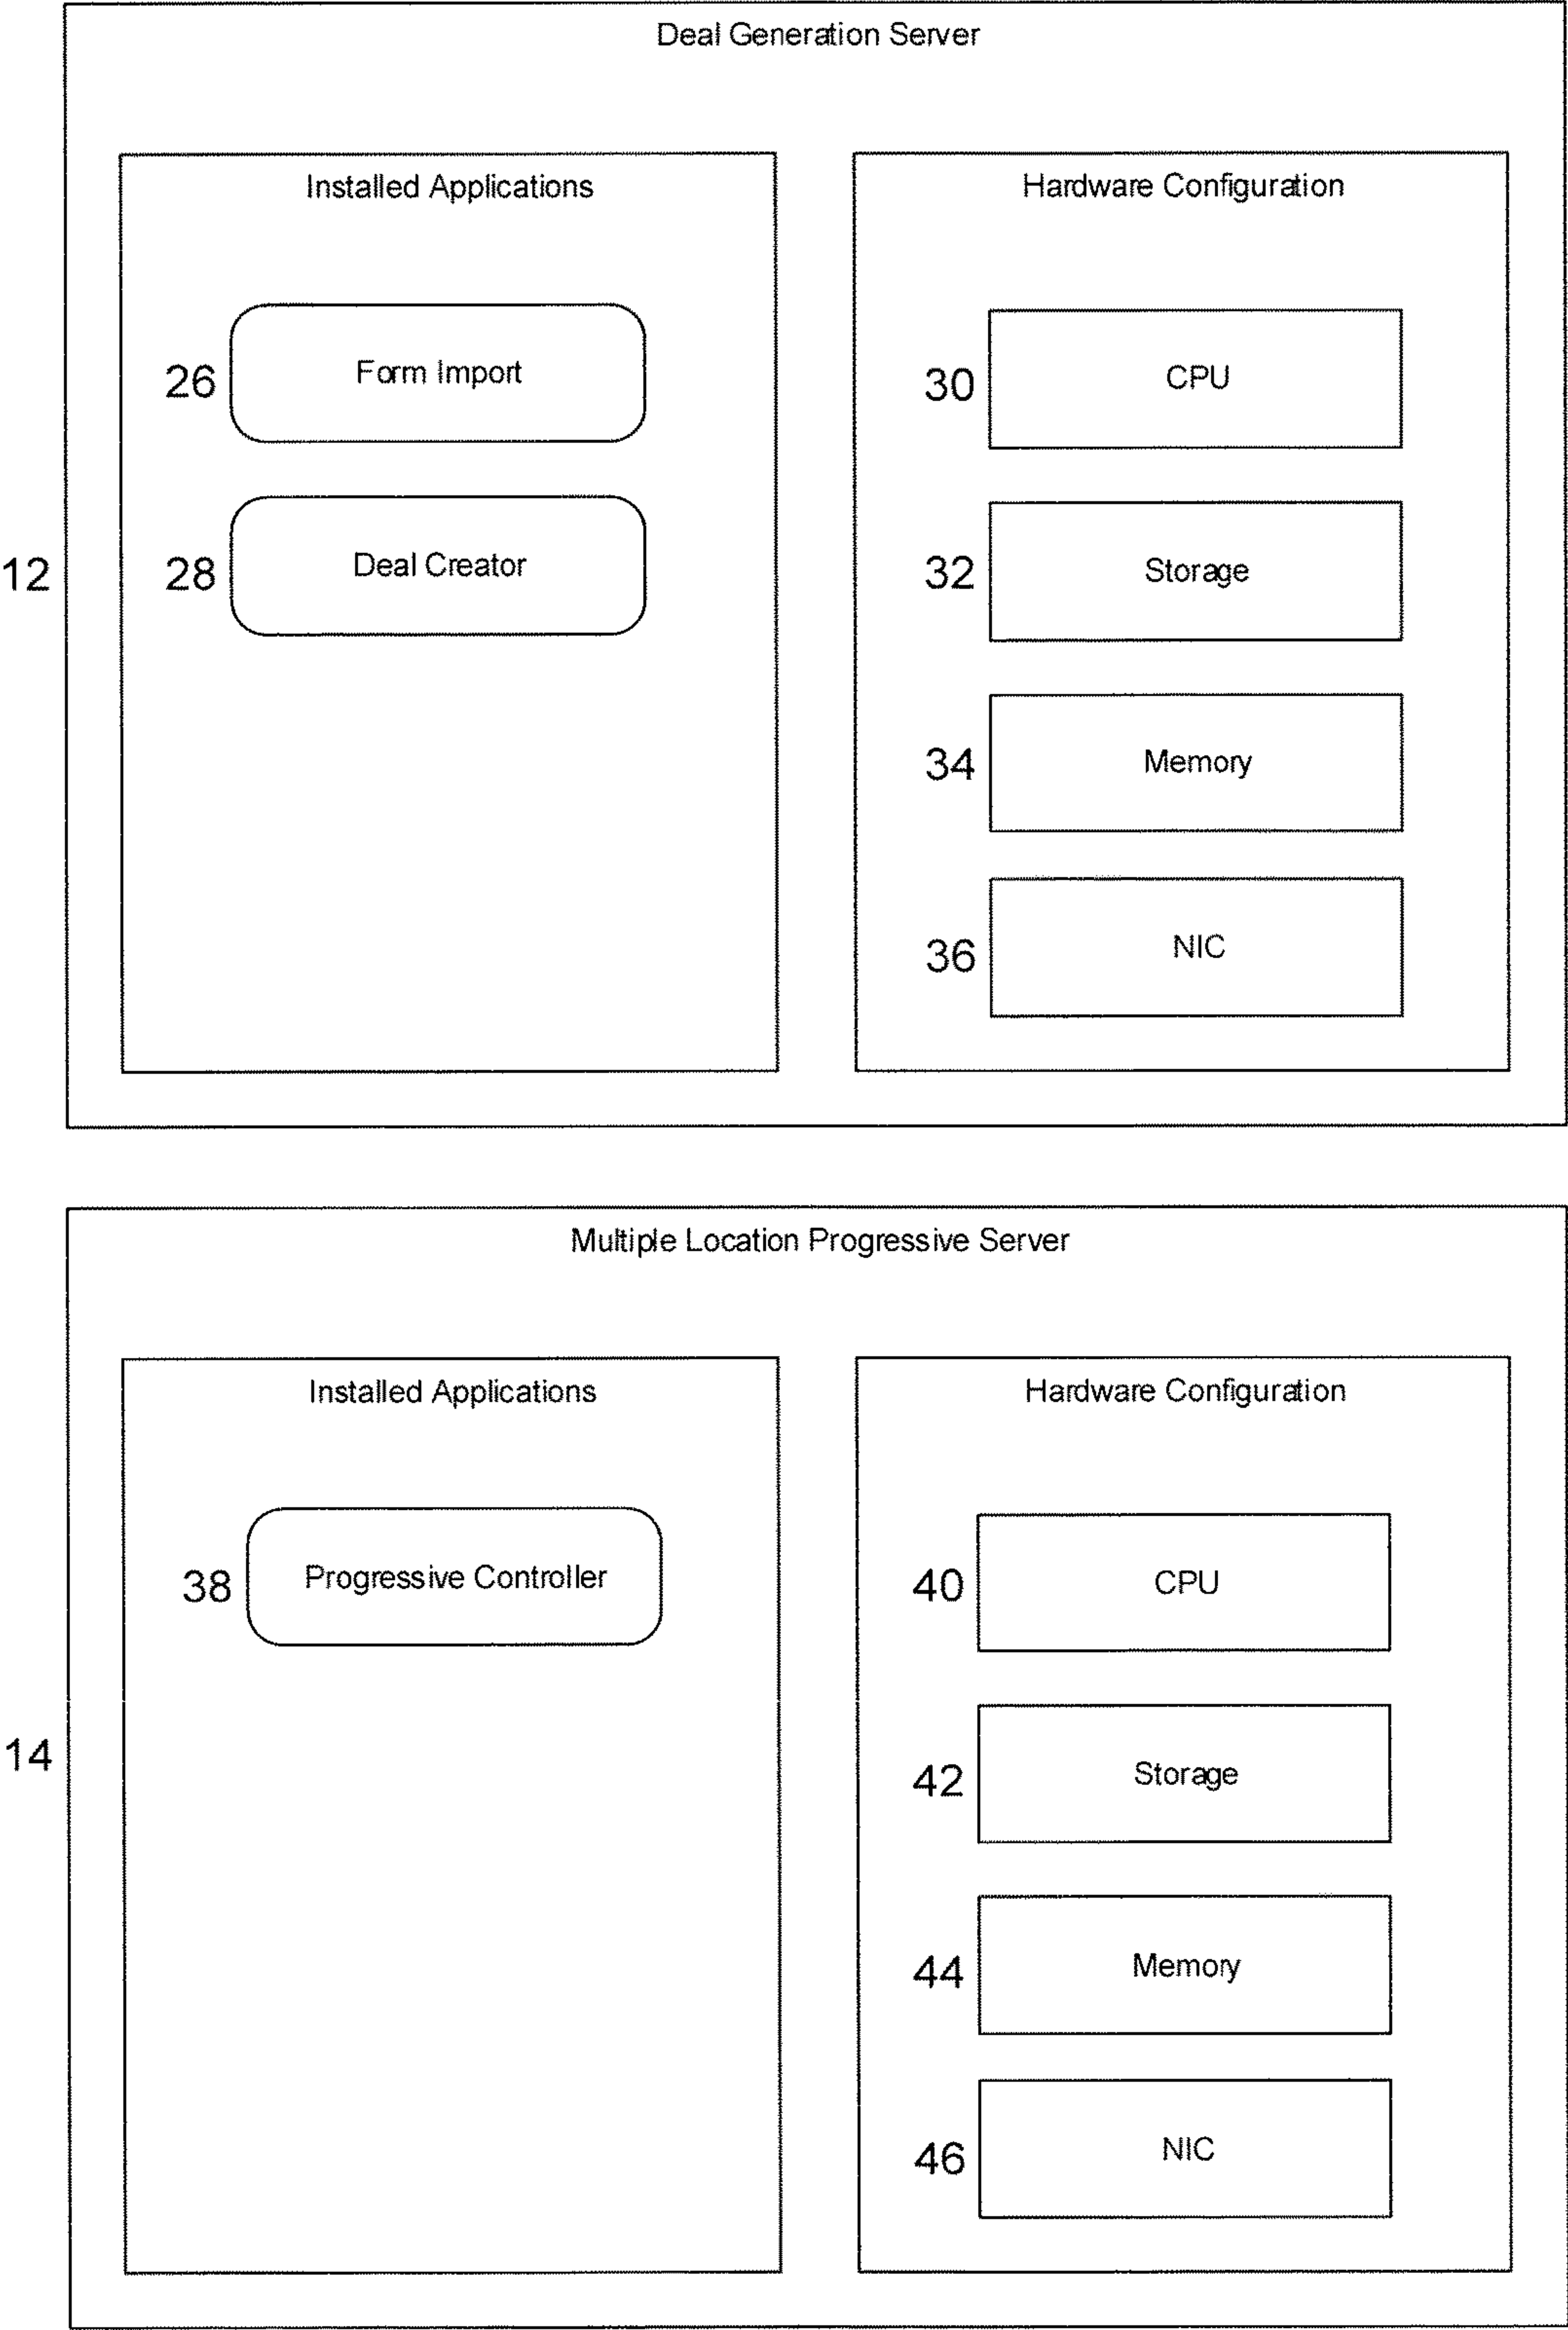 Deal Generation Server
Installed Applications
26 Form Import
28 Deal Creator
12
Hardware Configuration
30 CPU
32 Storage
34 Memory
36 NIC
Multiple Location Progressive Server
Installed Applications
38 Progressive Controller
14
Hardware Configuration
40 CPU
42 Storage
44 Memory
46 NIC